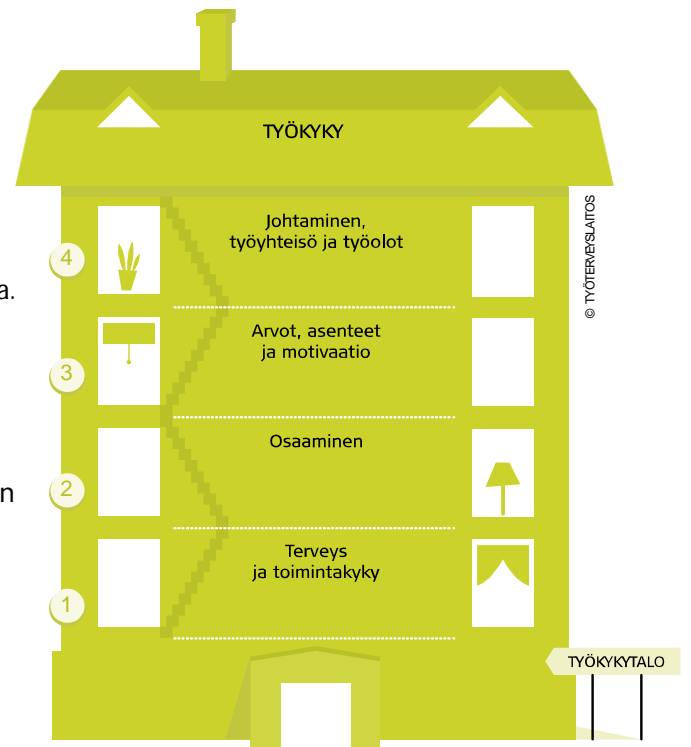 TYÖKYKY
Johtaminen,
työyhteisö ja työolot
4
a.
Arvot, asenteet
ja motivaatio
3
Osaaminen
2
n
Terveys
ja toimintakyky
1
TYÖKYKYTALO
© TYÖTERVEYSLAITOS